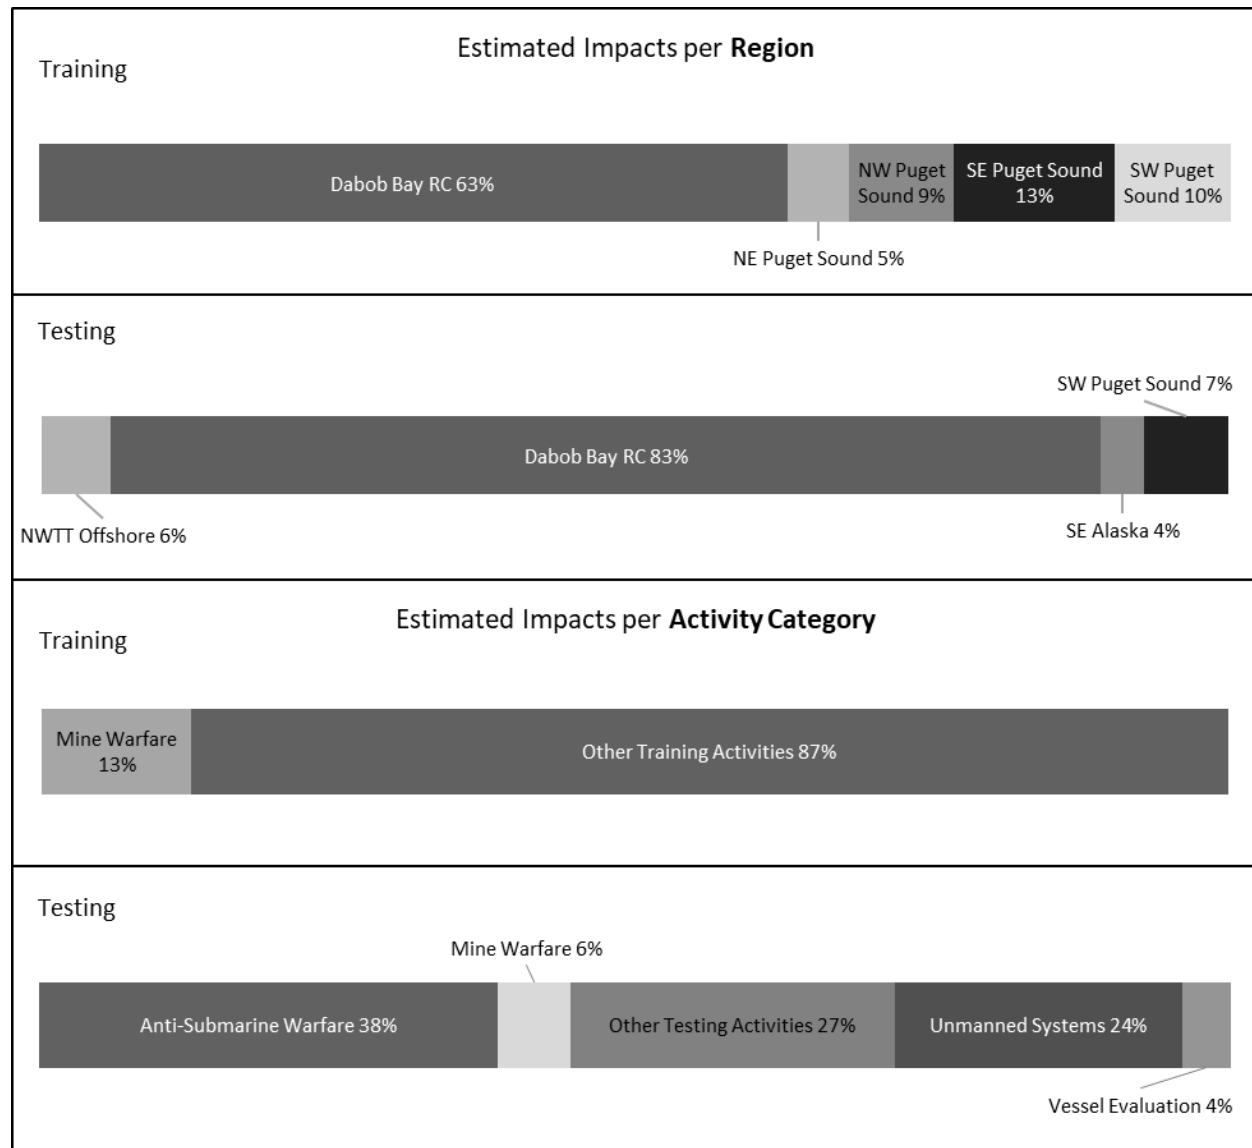 Estimated Impacts per Region
Training
Dabob Bay RC 63%
NW Puget
Sound 9%
SE Puget Sound
13%
SW Puget
Sound 10%
NE Puget Sound 5%
Testing
SW Puget Sound 7%
Dabob Bay RC 83%
NWTT Offshore 6%
SE Alaska 4%
Estimated Impacts per Activity Category
Training
Mine Warfare
13%
Other Training Activities 87%
Testing
Mine Warfare 6%
Anti-Submarine Warfare 38%
Other Testing Activities 27%
Unmanned Systems 24%
Vessel Evaluation 4%